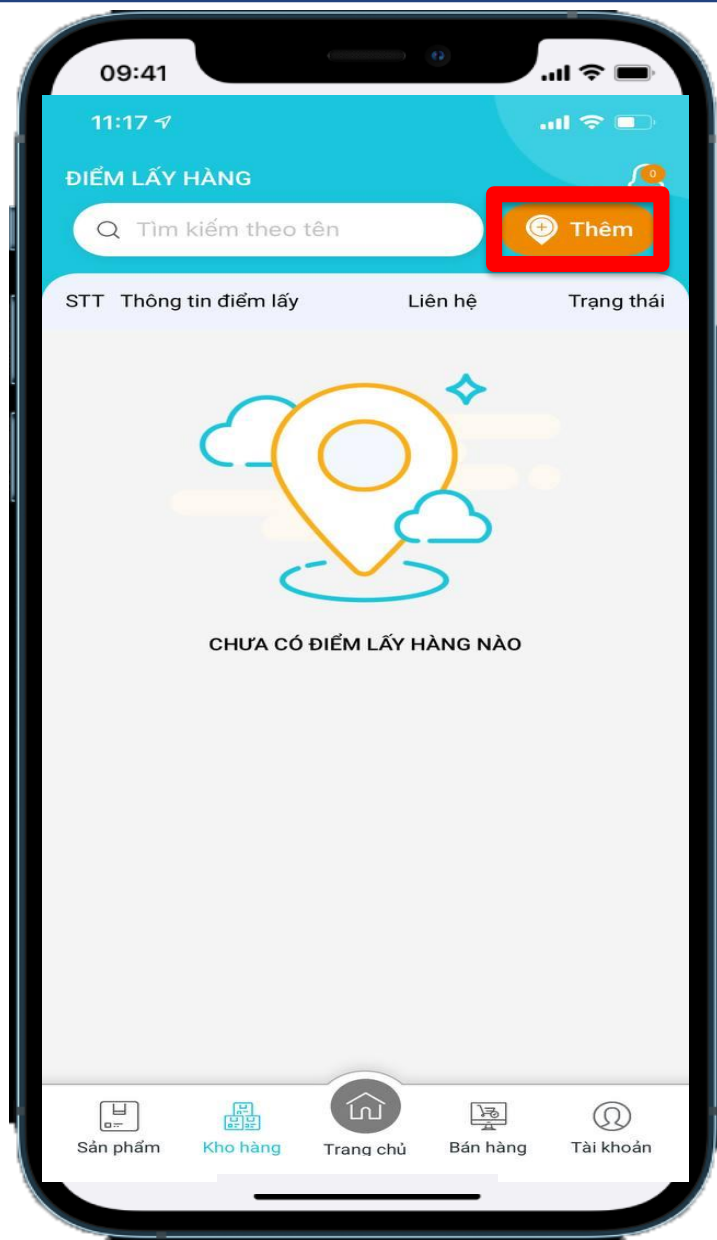 09:41
11:17
ĐIỂM LẤY HÀNG
0
Tìm kiếm theo tên
Thêm
STT Thông tin điểm lấy Liên hệ Trạng thái
CHƯA CÓ ĐIỂM LẤY HÀNG NÀO
Sản phẩm Kho hàng Trang chủ Bán hàng Tài khoản